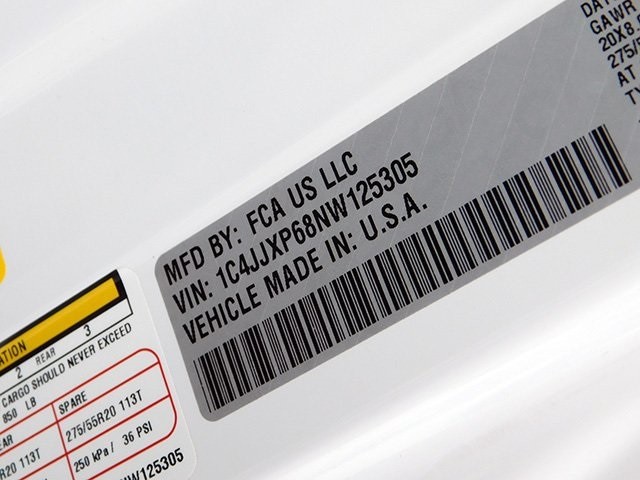 MFD BY: FCA US LLC
VIN: 1C4JJXP68NW125305
VEHICLE MADE IN: U.S.A.
GAWR
20X8.
275/5
AT
2 REAR 3
CARGO SHOULD NEVER EXCEED
850 LB
SPARE
R20 113T
275/55R20 113T
250 kPa / 36 PSI
NW125305